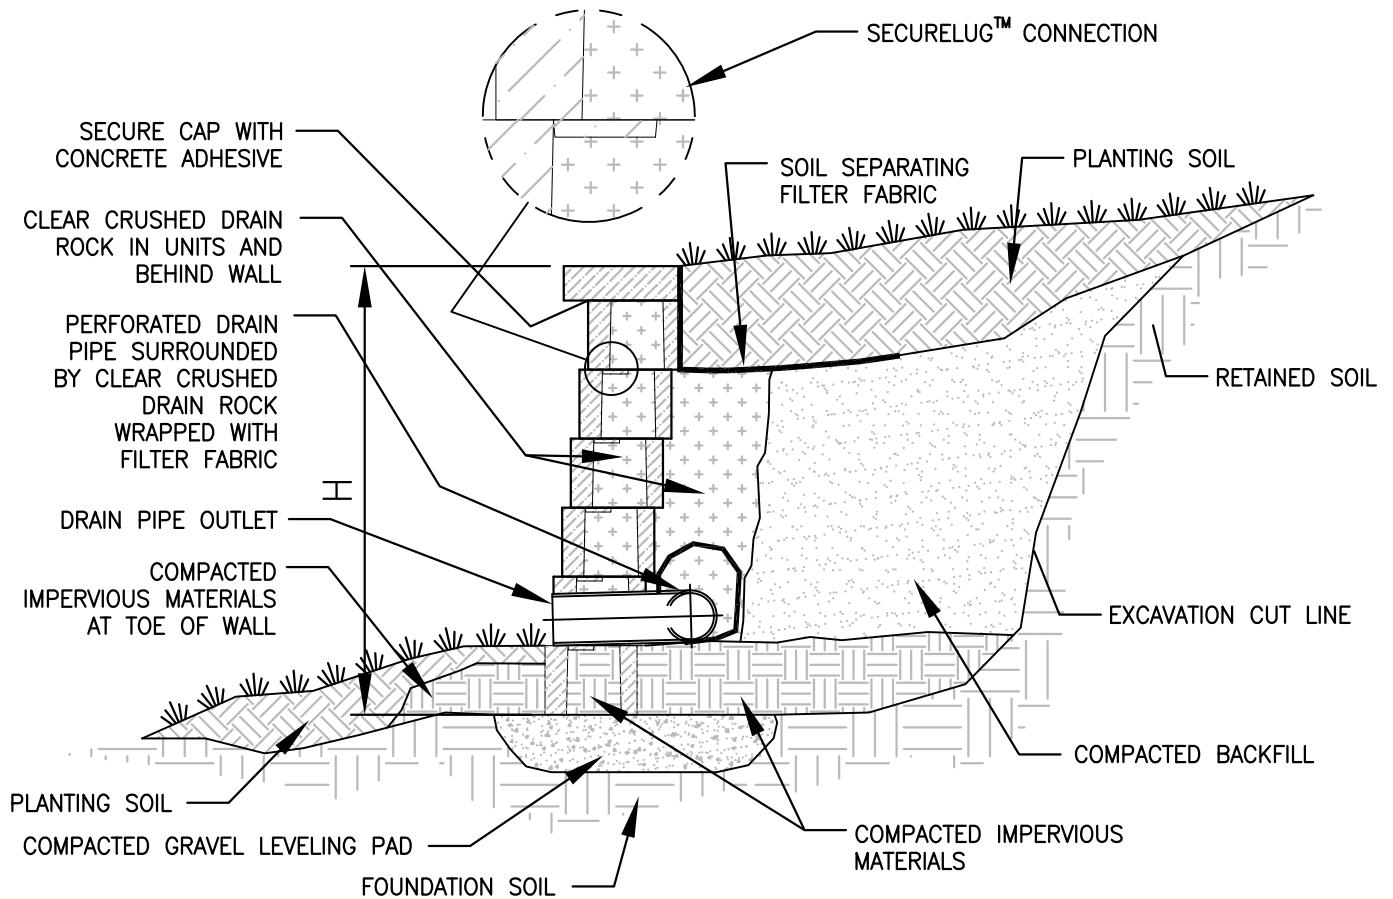 SECURELUG™ CONNECTION
SECURE CAP WITH
CONCRETE ADHESIVE
SOIL SEPARATING
FILTER FABRIC
PLANTING SOIL
CLEAR CRUSHED DRAIN
ROCK IN UNITS AND
BEHIND WALL
PERFORATED DRAIN
PIPE SURROUNDED
BY CLEAR CRUSHED
DRAIN ROCK
WRAPPED WITH
FILTER FABRIC
RETAINED SOIL
H
DRAIN PIPE OUTLET
COMPACTED
IMPERVIOUS MATERIALS
AT TOE OF WALL
EXCAVATION CUT LINE
COMPACTED BACKFILL
PLANTING SOIL
COMPACTED GRAVEL LEVELING PAD
COMPACTED IMPERVIOUS
MATERIALS
FOUNDATION SOIL